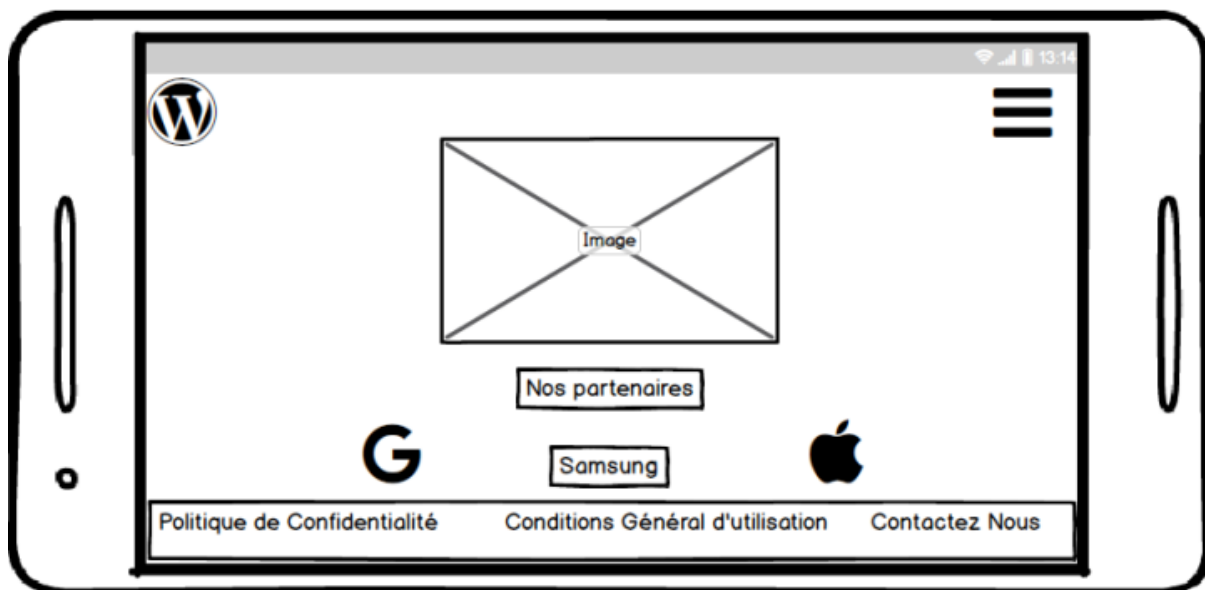 13:14
Image
Nos partenaires
Samsung
Politique de Confidentialité Conditions Général d'utilisation Contactez Nous